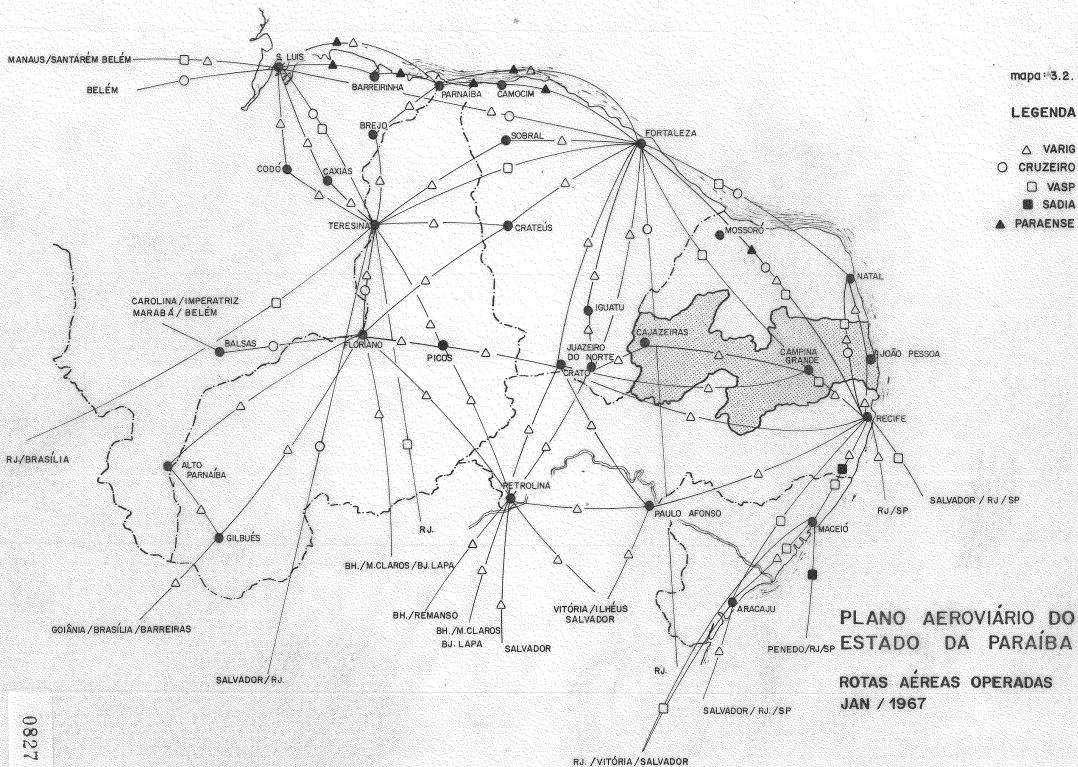 MANAUS/SANTARÉM BELÉM
BELÉM
S. LUIS
BARREIRINHA
PARNAÍBA
CAMOCIM
mapa 3.2.
LEGENDA
VARIG
CRUZEIRO
VASP
SADIA
PARAENSE
BREJO
SOBRAL
FORTALEZA
CODÓ
CAXIAS
TERESINA
CRATEÚS
MOSSORÓ
NATAL
CAROLINA/IMPERATRIZ
MARABÁ/BELÉM
BALSAS
FLORIANO
PICOS
IGUATU
JUAZEIRO
DO NORTE
CRATO
CAJAZEIRAS
CAMPINA
GRANDE
JOÃO PESSOA
RECIFE
RJ/BRASÍLIA
ALTO
PARNAÍBA
GILBUÉS
PETROLINA
PAULO AFONSO
MACEIÓ
ARACAJU
RJ/SP
SALVADOR / RJ / SP
RJ.
BH./M.CLAROS/BJ.LAPA
BH./REMANSO
BH./M.CLAROS
BJ. LAPA
SALVADOR
VITÓRIA/ILHÉUS
SALVADOR
GOIÂNIA/BRASÍLIA/BARREIRAS
SALVADOR/RJ.
RJ.
PENEDO/RJ/SP
SALVADOR / RJ. /SP
RJ. /VITÓRIA/SALVADOR
PLANO AEROVIÁRIO DO
ESTADO DA PARAÍBA
ROTAS AÉREAS OPERADAS
JAN / 1967
0827